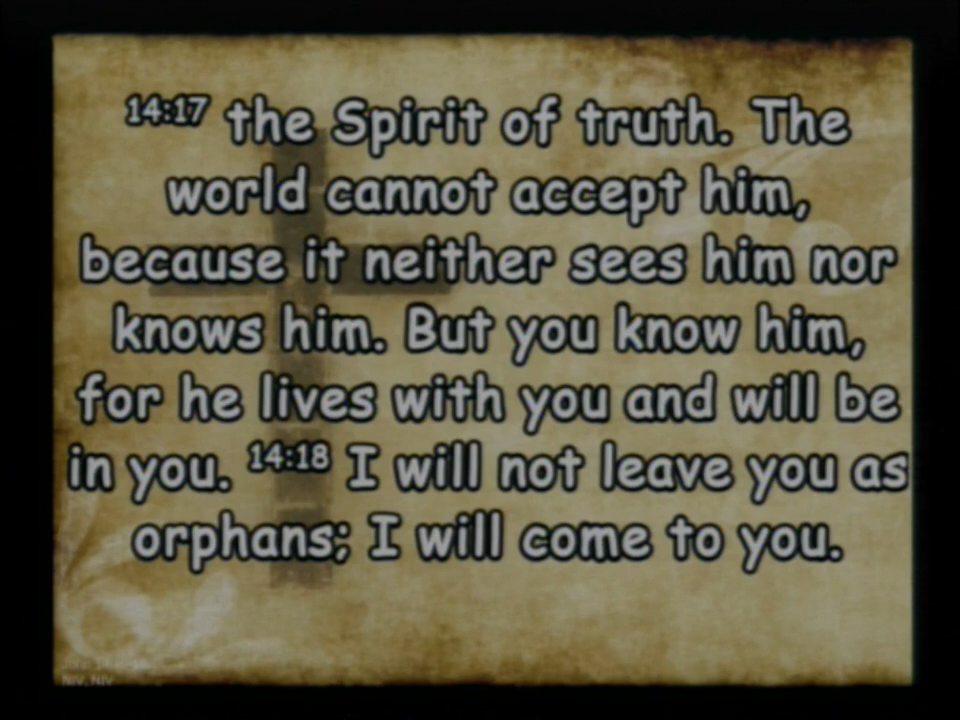 14:17 the Spirit of truth. The
world cannot accept him,
because it neither sees him nor
knows him. But you know him,
for he lives with you and will be
in you. 14:18 I will not leave you as
orphans; I will come to you.
NIV, NIV